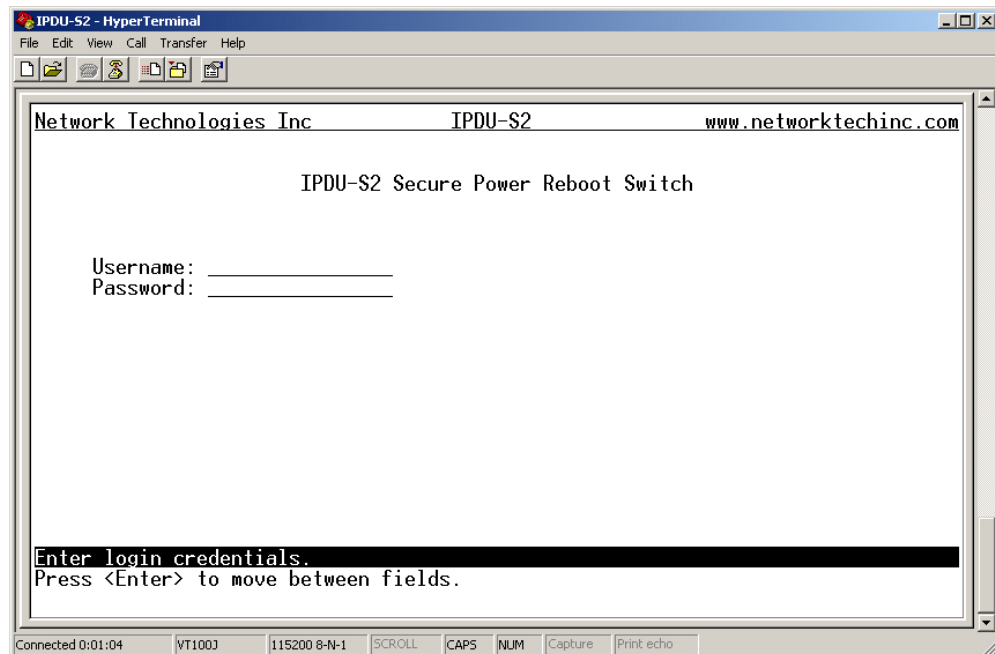 IPDU-S2 - HyperTerminal
File Edit View Call Transfer Help
Network Technologies Inc IPDU-S2 www.networktechinc.com
IPDU-S2 Secure Power Reboot Switch
Username: ________________
Password: ________________
Enter login credentials.
Press <Enter> to move between fields.
Connected 0:01:04 VT100J 115200 8-N-1 SCROLL CAPS NUM Capture Print echo